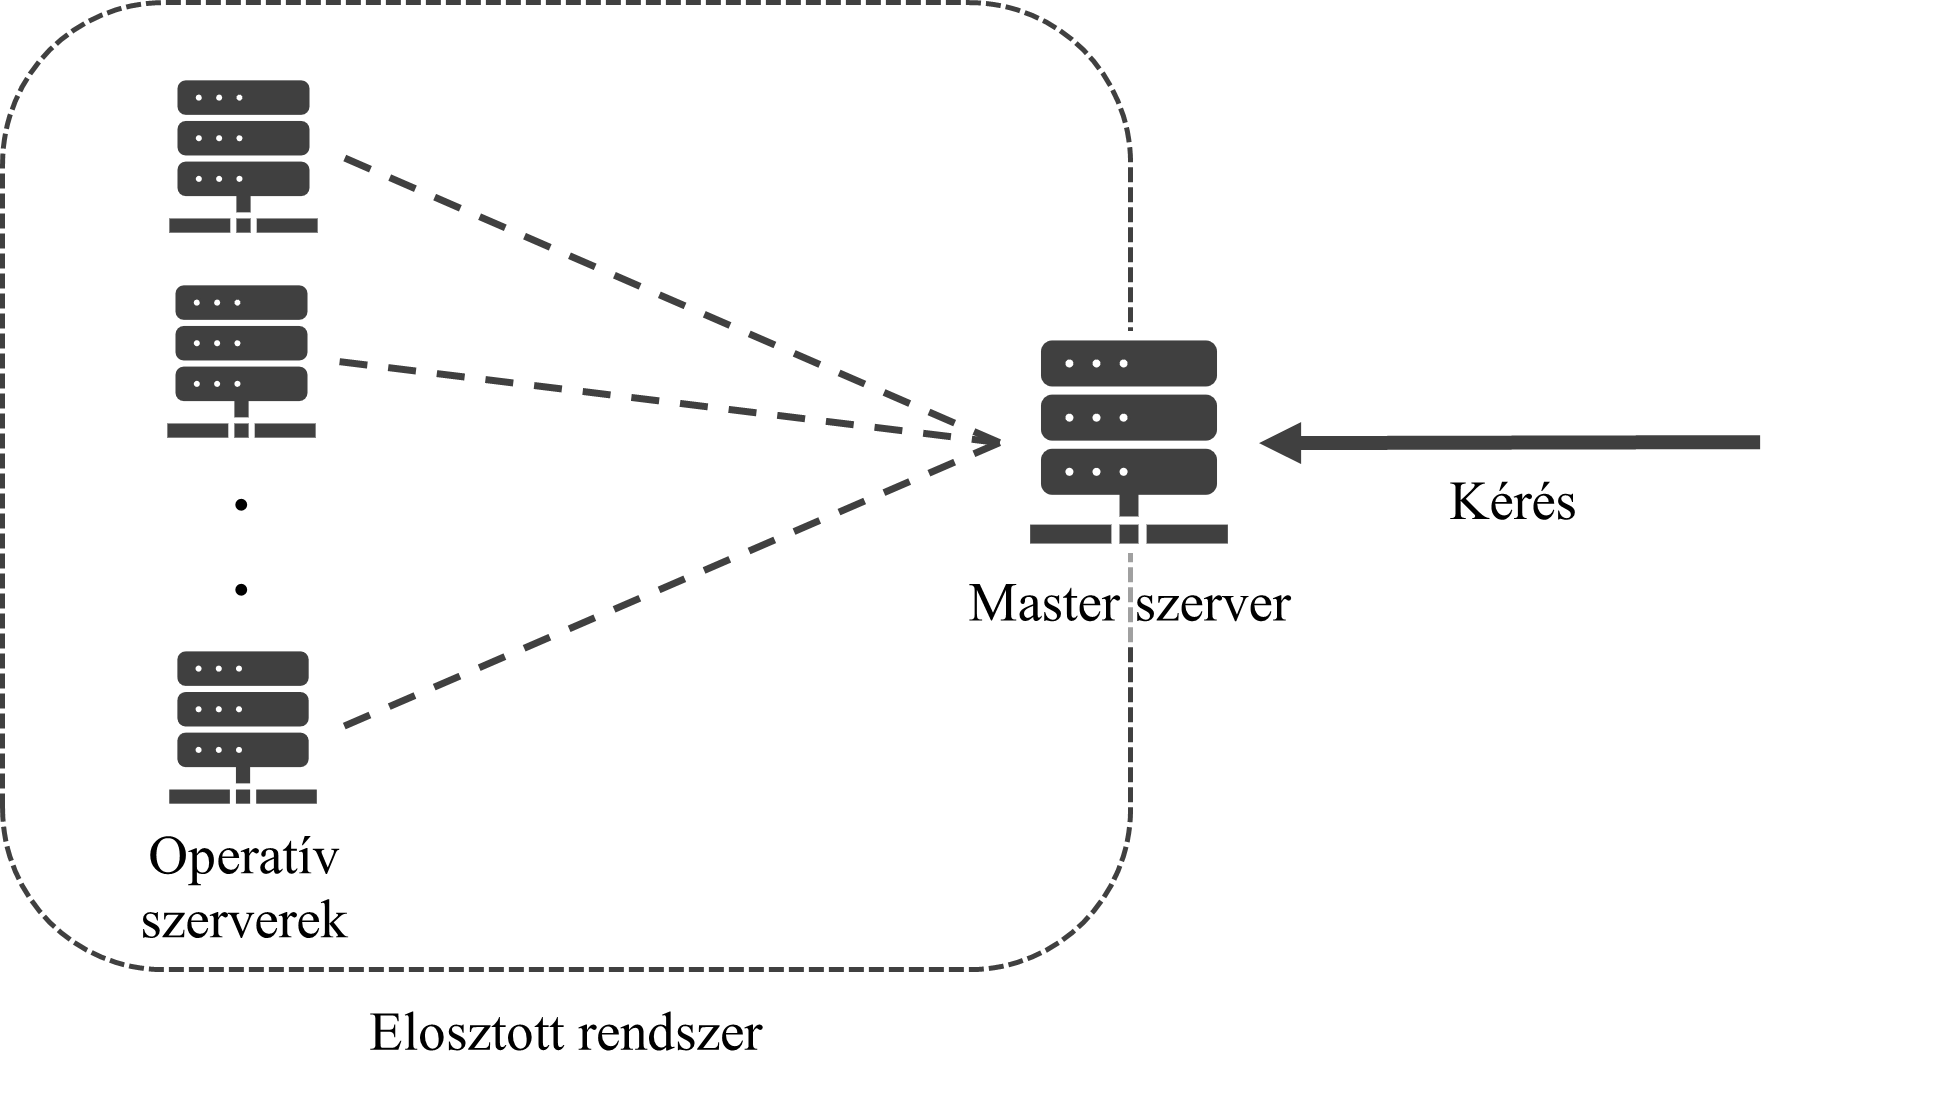 Kérés
Master szerver
Operatív
szerverek
Elosztott rendszer